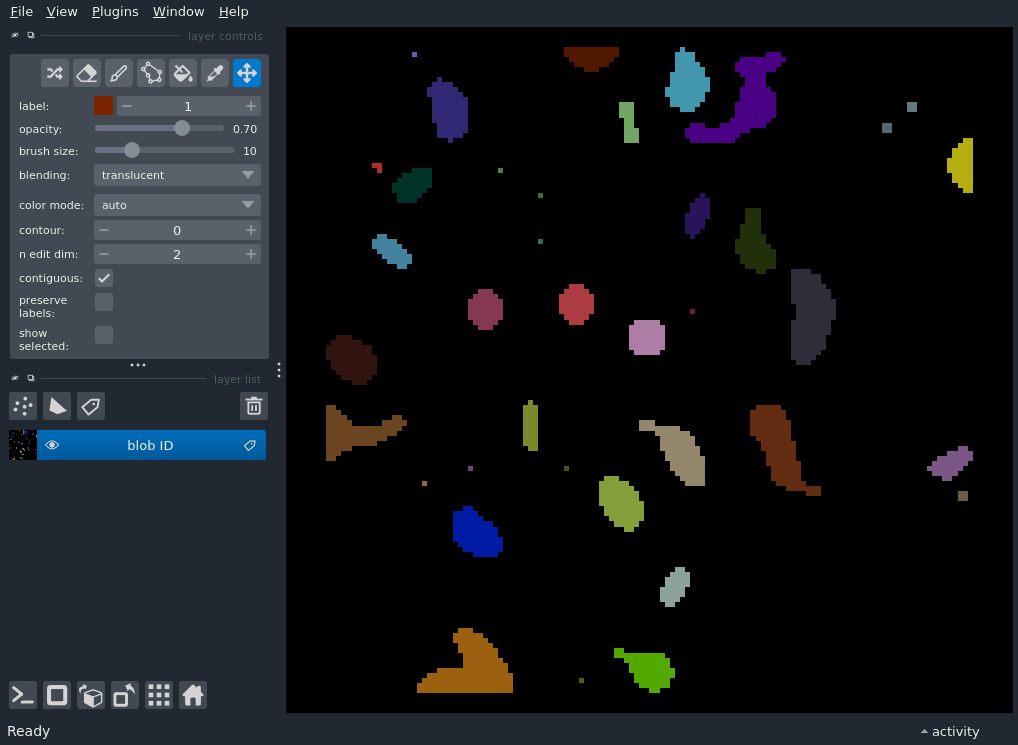 File View Plugins Window Help
layer controls
label: 1
opacity: 0.70
brush size: 10
blending: translucent
color mode: auto
contour: 0
n edit dim: 2
contiguous:
preserve
labels:
show
selected:
layer list
blob ID
Ready
activity